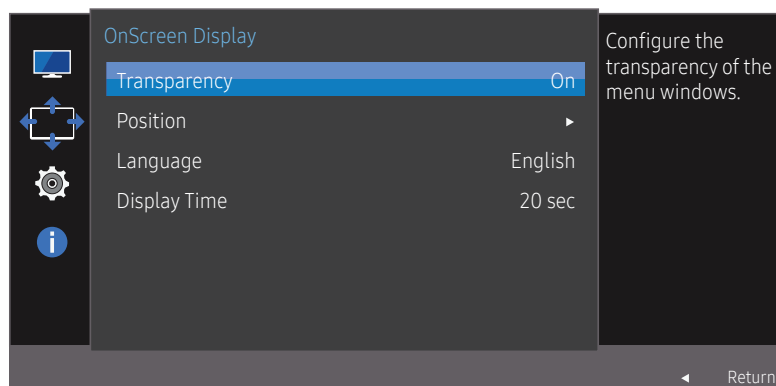 OnScreen Display
Transparency On
Position ▸
Language English
Display Time 20 sec
Configure the
transparency of the
menu windows.
◂ Return